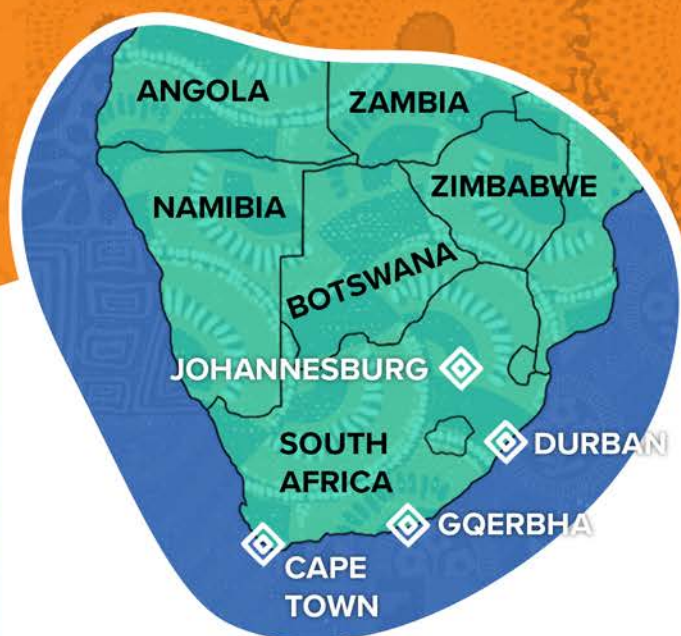 ANGOLA
ZAMBIA
ZIMBABWE
NAMIBIA
BOTSWANA
JOHANNESBURG
SOUTH
AFRICA
DURBAN
GQERBHA
CAPE
TOWN